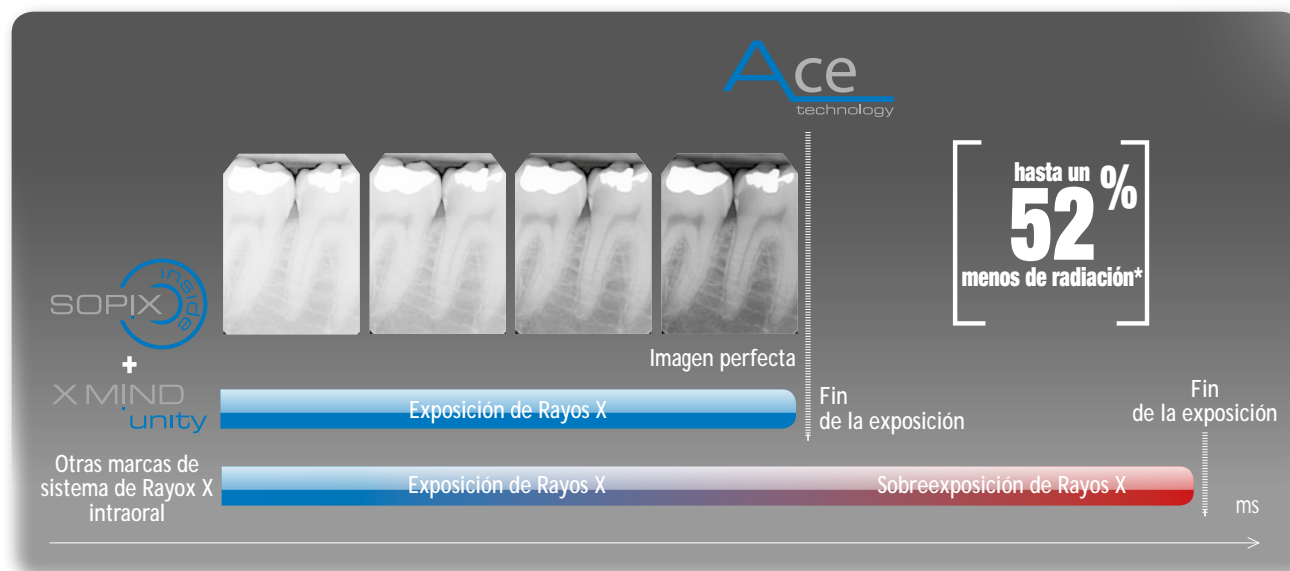 Ace
technology
hasta un
52%
menos de radiación*
SOPIX
inside
+
X MIND
unity
Imagen perfecta
Exposición de Rayos X
Fin
de la exposición
Fin
de la exposición
Otras marcas de
sistema de Rayox X
intraoral
Exposición de Rayos X
Sobreexposición de Rayos X
ms